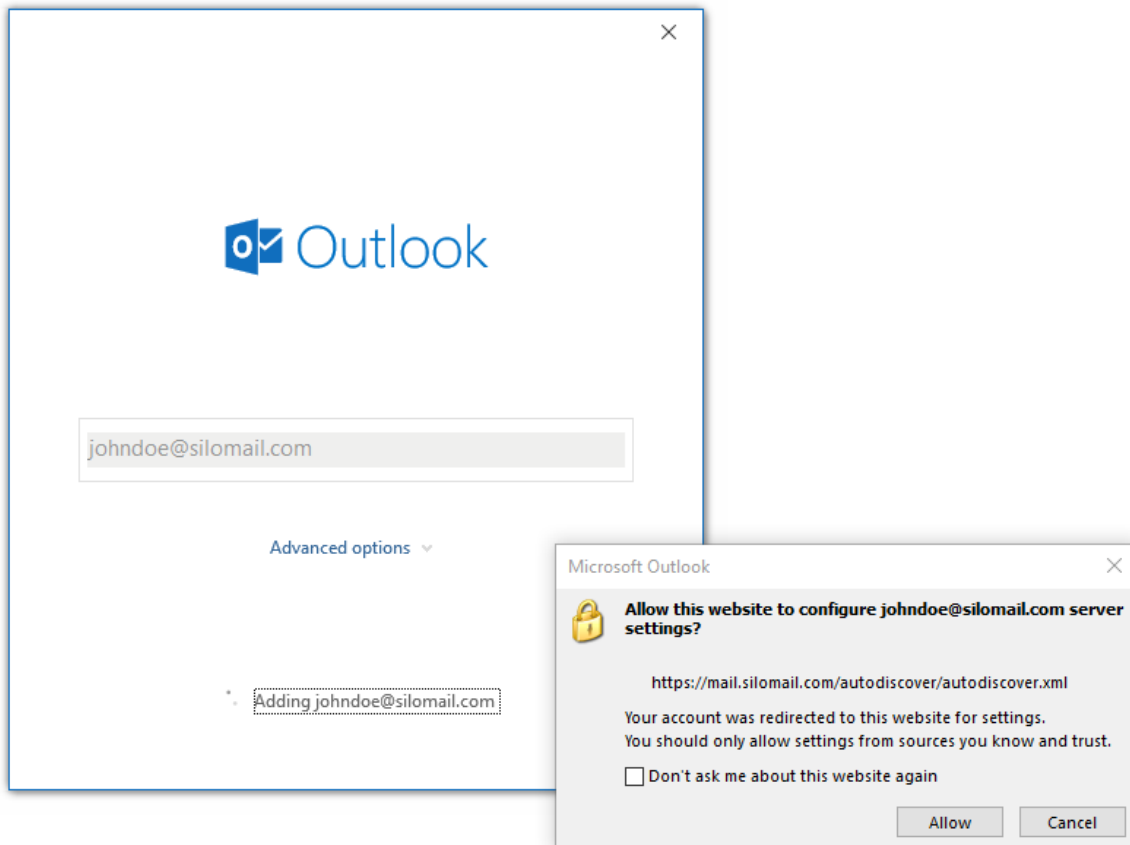 Outlook
johndoe@silomail.com
Advanced options
Adding johndoe@silomail.com
Microsoft Outlook
Allow this website to configure johndoe@silomail.com server
settings?
https://mail.silomail.com/autodiscover/autodiscover.xml
Your account was redirected to this website for settings.
You should only allow settings from sources you know and trust.
Don't ask me about this website again
Allow Cancel